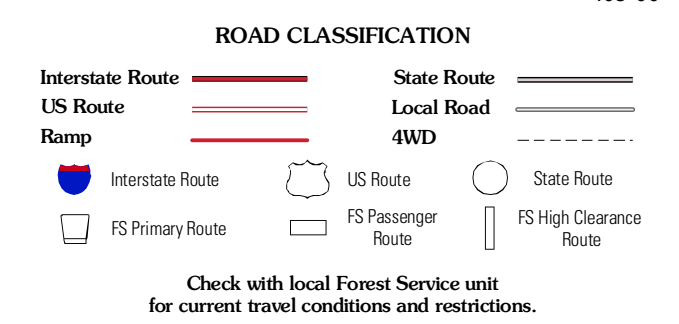 ROAD CLASSIFICATION
Interstate Route
State Route
US Route
Local Road
Ramp
4WD
Interstate Route
US Route
State Route
FS Primary Route
FS Passenger
Route
FS High Clearance
Route
Check with local Forest Service unit
for current travel conditions and restrictions.